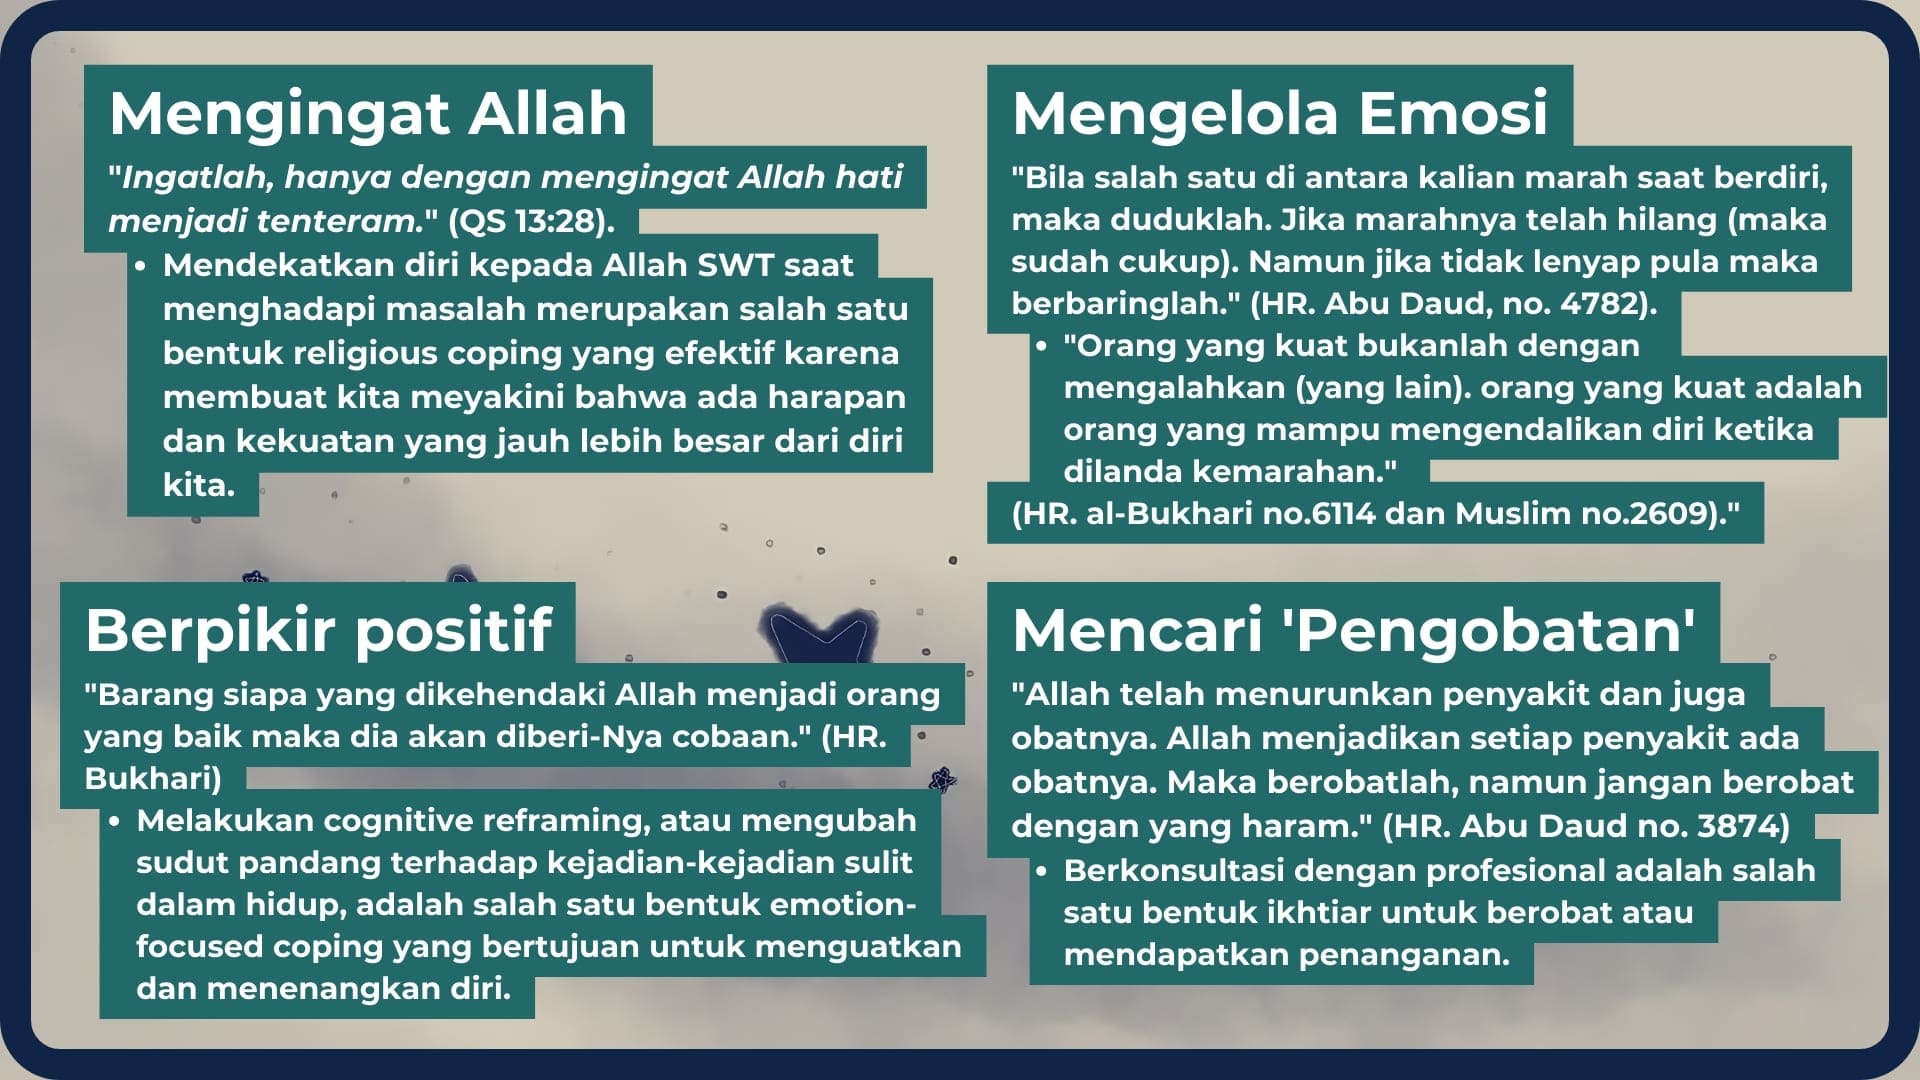 Mengingat Allah
"Ingatlah, hanya dengan mengingat Allah hati
menjadi tenteram." (QS 13:28).
• Mendekatkan diri kepada Allah SWT saat
menghadapi masalah merupakan salah satu
bentuk religious coping yang efektif karena
membuat kita meyakini bahwa ada harapan
dan kekuatan yang jauh lebih besar dari diri
kita.
Mengelola Emosi
"Bila salah satu di antara kalian marah saat berdiri,
maka duduklah. Jika marahnya telah hilang (maka
sudah cukup). Namun jika tidak lenyap pula maka
berbaringlah." (HR. Abu Daud, no. 4782).
• "Orang yang kuat bukanlah dengan
mengalahkan (yang lain). orang yang kuat adalah
orang yang mampu mengendalikan diri ketika
dilanda kemarahan."
(HR. al-Bukhari no.6114 dan Muslim no.2609)."
Berpikir positif
"Barang siapa yang dikehendaki Allah menjadi orang
yang baik maka dia akan diberi-Nya cobaan." (HR.
Bukhari)
• Melakukan cognitive reframing, atau mengubah
sudut pandang terhadap kejadian-kejadian sulit
dalam hidup, adalah salah satu bentuk emotion-
focused coping yang bertujuan untuk menguatkan
dan menenangkan diri.
Mencari 'Pengobatan'
"Allah telah menurunkan penyakit dan juga
obatnya. Allah menjadikan setiap penyakit ada
obatnya. Maka berobatlah, namun jangan berobat
dengan yang haram." (HR. Abu Daud no. 3874)
• Berkonsultasi dengan profesional adalah salah
satu bentuk ikhtiar untuk berobat atau
mendapatkan penanganan.